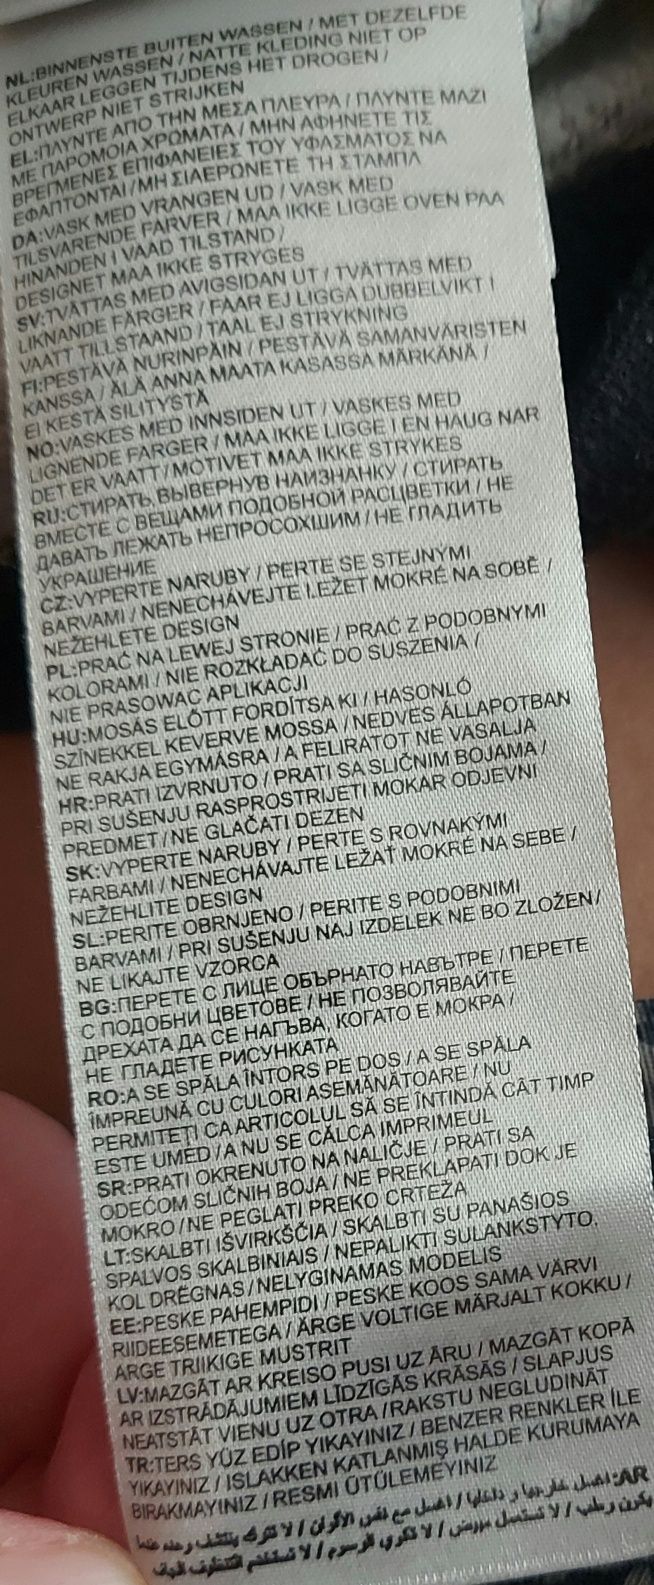 NL:BINNENSTE BUITEN WASSEN / MET DEZELFDE
KLEUREN WASSEN / NATTE KLEDING NIET OP
ELKAAR LEGGEN TIJDENS HET DROGEN /
ONTWERP NIET STRIJKEN
EL:ΠΛΥΝΤΕ ΑΠΟ ΤΗΝ ΜΕΣΑ ΠΛΕΥΡΑ / ΠΛΥΝΤΕ ΜΑΖΙ
ΜΕ ΠΑΡΟΜΟΙΑ ΧΡΩΜΑΤΑ / ΜΗΝ ΑΦΗΝΕΤΕ ΤΙΣ
ΒΡΕΓΜΕΝΕΣ ΕΠΙΦΑΝΕΙΕΣ ΤΟΥ ΥΦΑΣΜΑΤΟΣ ΝΑ
ΕΦΑΠΤΟΝΤΑΙ / ΜΗ ΣΙΔΕΡΩΝΕΤΕ ΤΗ ΣΤΑΜΠΑ
DA:VASK MED VRANGEN UD / VASK MED
TILSVARENDE FARVER / MAA IKKE LIGGE OVEN PAA
HINANDEN I VAAD TILSTAND /
DESIGNET MAA IKKE STRYGES
SV:TVÄTTAS MED AVIGSIDAN UT / TVÄTTAS MED
LIKNANDE FÄRGER / FAAR EJ LIGGA DUBBELVIKT I
VAATT TILLSTAAND / TAAL EJ STRYKNING
FI:PESTÄVÄ NURINPÄIN / PESTÄVÄ SAMANVÄRISTEN
KANSSA / ÄLÄ ANNA MAATA KASASSA MÄRKÄNÄ /
EI KESTÄ SILITYSTÄ
NO:VASKES MED INNSIDEN UT / VASKES MED
LIGNENDE FARGER / MAA IKKE LIGGE I EN HAUG NAR
DET ER VAATT / MOTIVET MAA IKKE STRYKES
RU:СТИРАТЬ, ВЫВЕРНУВ НАИЗНАНКУ / СТИРАТЬ
ВМЕСТЕ С ВЕЩАМИ ПОДОБНОЙ РАСЦВЕТКИ / НЕ
ДАВАТЬ ЛЕЖАТЬ НЕПРОСОХШИМ / НЕ ГЛАДИТЬ
УКРАШЕНИЕ
CZ:VYPERTE NARUBY / PERTE SE STEJNÝMI
BARVAMI / NENECHÁVEJTE LEŽET MOKRÉ NA SOBĚ /
NEŽEHLETE DESIGN
PL:PRAĆ NA LEWEJ STRONIE / PRAĆ Z PODOBNYMI
KOLORAMI / NIE ROZKŁADAĆ DO SUSZENIA /
NIE PRASOWAĆ APLIKACJI
HU:MOSÁS ELŐTT FORDÍTSA KI / HASONLÓ
SZÍNEKKEL KEVERVE MOSSA / NEDVES ÁLLAPOTBAN
NE RAKJA EGYMÁSRA / A FELIRATOT NE VASALJA
HR:PRATI IZVRNUTO / PRATI SA SLIČNIM BOJAMA /
PRI SUŠENJU RASPROSTRIJETI MOKAR ODJEVNI
PREDMET / NE GLAČATI DEZEN
SK:VYPERTE NARUBY / PERTE S ROVNAKÝMI
FARBAMI / NENECHÁVAJTE LEŽAŤ MOKRÉ NA SEBE /
NEŽEHLITE DESIGN
SL:PERITE OBRNJENO / PERITE S PODOBNIMI
BARVAMI / PRI SUŠENJU NAJ IZDELEK NE BO ZLOŽEN /
NE LIKAJTE VZORCA
BG:ПЕРЕТЕ С ЛИЦЕ ОБЪРНАТО НАВЪТРЕ / ПЕРЕТЕ
С ПОДОБНИ ЦВЕТОВЕ / НЕ ПОЗВОЛЯВАЙТЕ
ДРЕХАТА ДА СЕ НАГЪВА, КОГАТО Е МОКРА /
НЕ ГЛАДЕТЕ РИСУНКАТА
RO:A SE SPĂLA ÎNTORS PE DOS / A SE SPĂLA
ÎMPREUNĂ CU CULORI ASEMĂNĂTOARE / NU
PERMITEȚI CA ARTICOLUL SĂ SE ÎNTINDĂ CÂT TIMP
ESTE UMED / A NU SE CĂLCA IMPRIMEUL
SR:PRATI OKRENUTO NA NALIČJE / PRATI SA
ODEĆOM SLIČNIH BOJA / NE PREKLAPATI DOK JE
MOKRO / NE PEGLATI PREKO CRTEŽA
LT:SKALBTI IŠVIRKŠČIA / SKALBTI SU PANAŠIOS
SPALVOS SKALBINIAIS / NEPALIKTI SULANKSTYTO,
KOL DRĖGNAS / NELYGINAMAS MODELIS
EE:PESKE PAHEMPIDI / PESKE KOOS SAMA VÄRVI
RIIDEESEMETEGA / ÄRGE VOLTIGE MÄRJALT KOKKU /
ARGE TRIIKIGE MUSTRIT
LV:MAZGĀT AR KREISO PUSI UZ ĀRU / MAZGĀT KOPĀ
AR IZSTRĀDĀJUMIEM LĪDZĪGĀS KRĀSĀS / SLAPJUS
NEATSTĀT VIENU UZ OTRA / RAKSTU NEGLUDINĀT
TR:TERS YÜZ EDİP YIKAYINIZ / BENZER RENKLER İLE
YIKAYINIZ / ISLAKKEN KATLANMIŞ HALDE KURUMAYA
BIRAKMAYINIZ / RESMI ÜTÜLEMEYINIZ
AR: / اغسل مع نفس الألوان / لا تتركه
/ لا تكوي الرسوم /